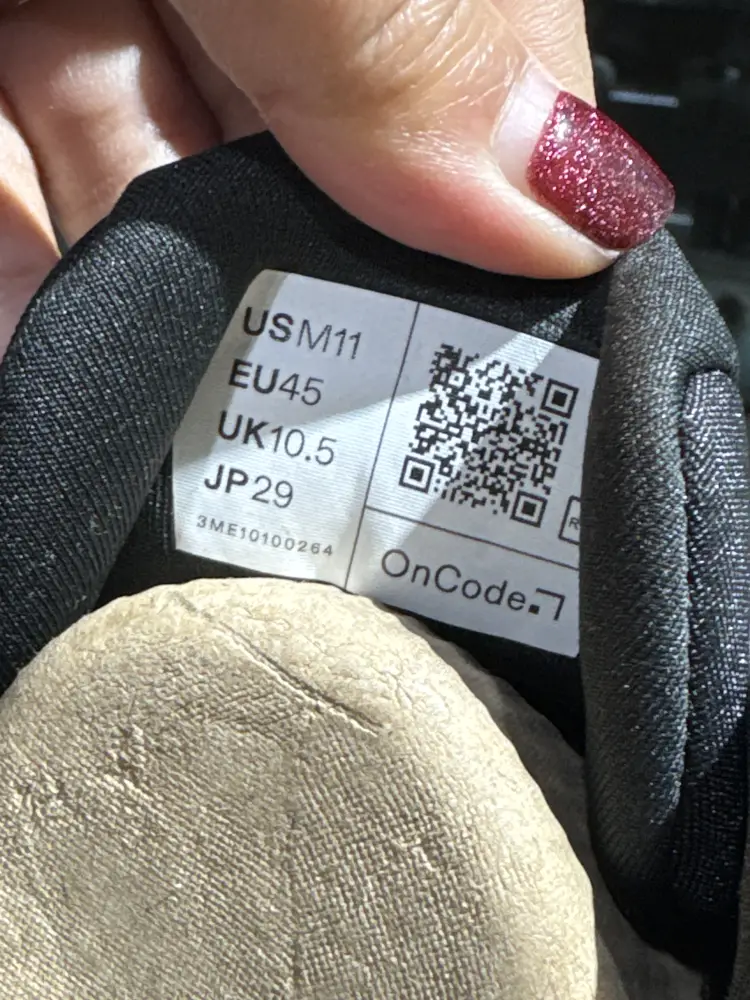 USM11
EU45
UK10.5
JP29
3ME10100264
R
OnCode